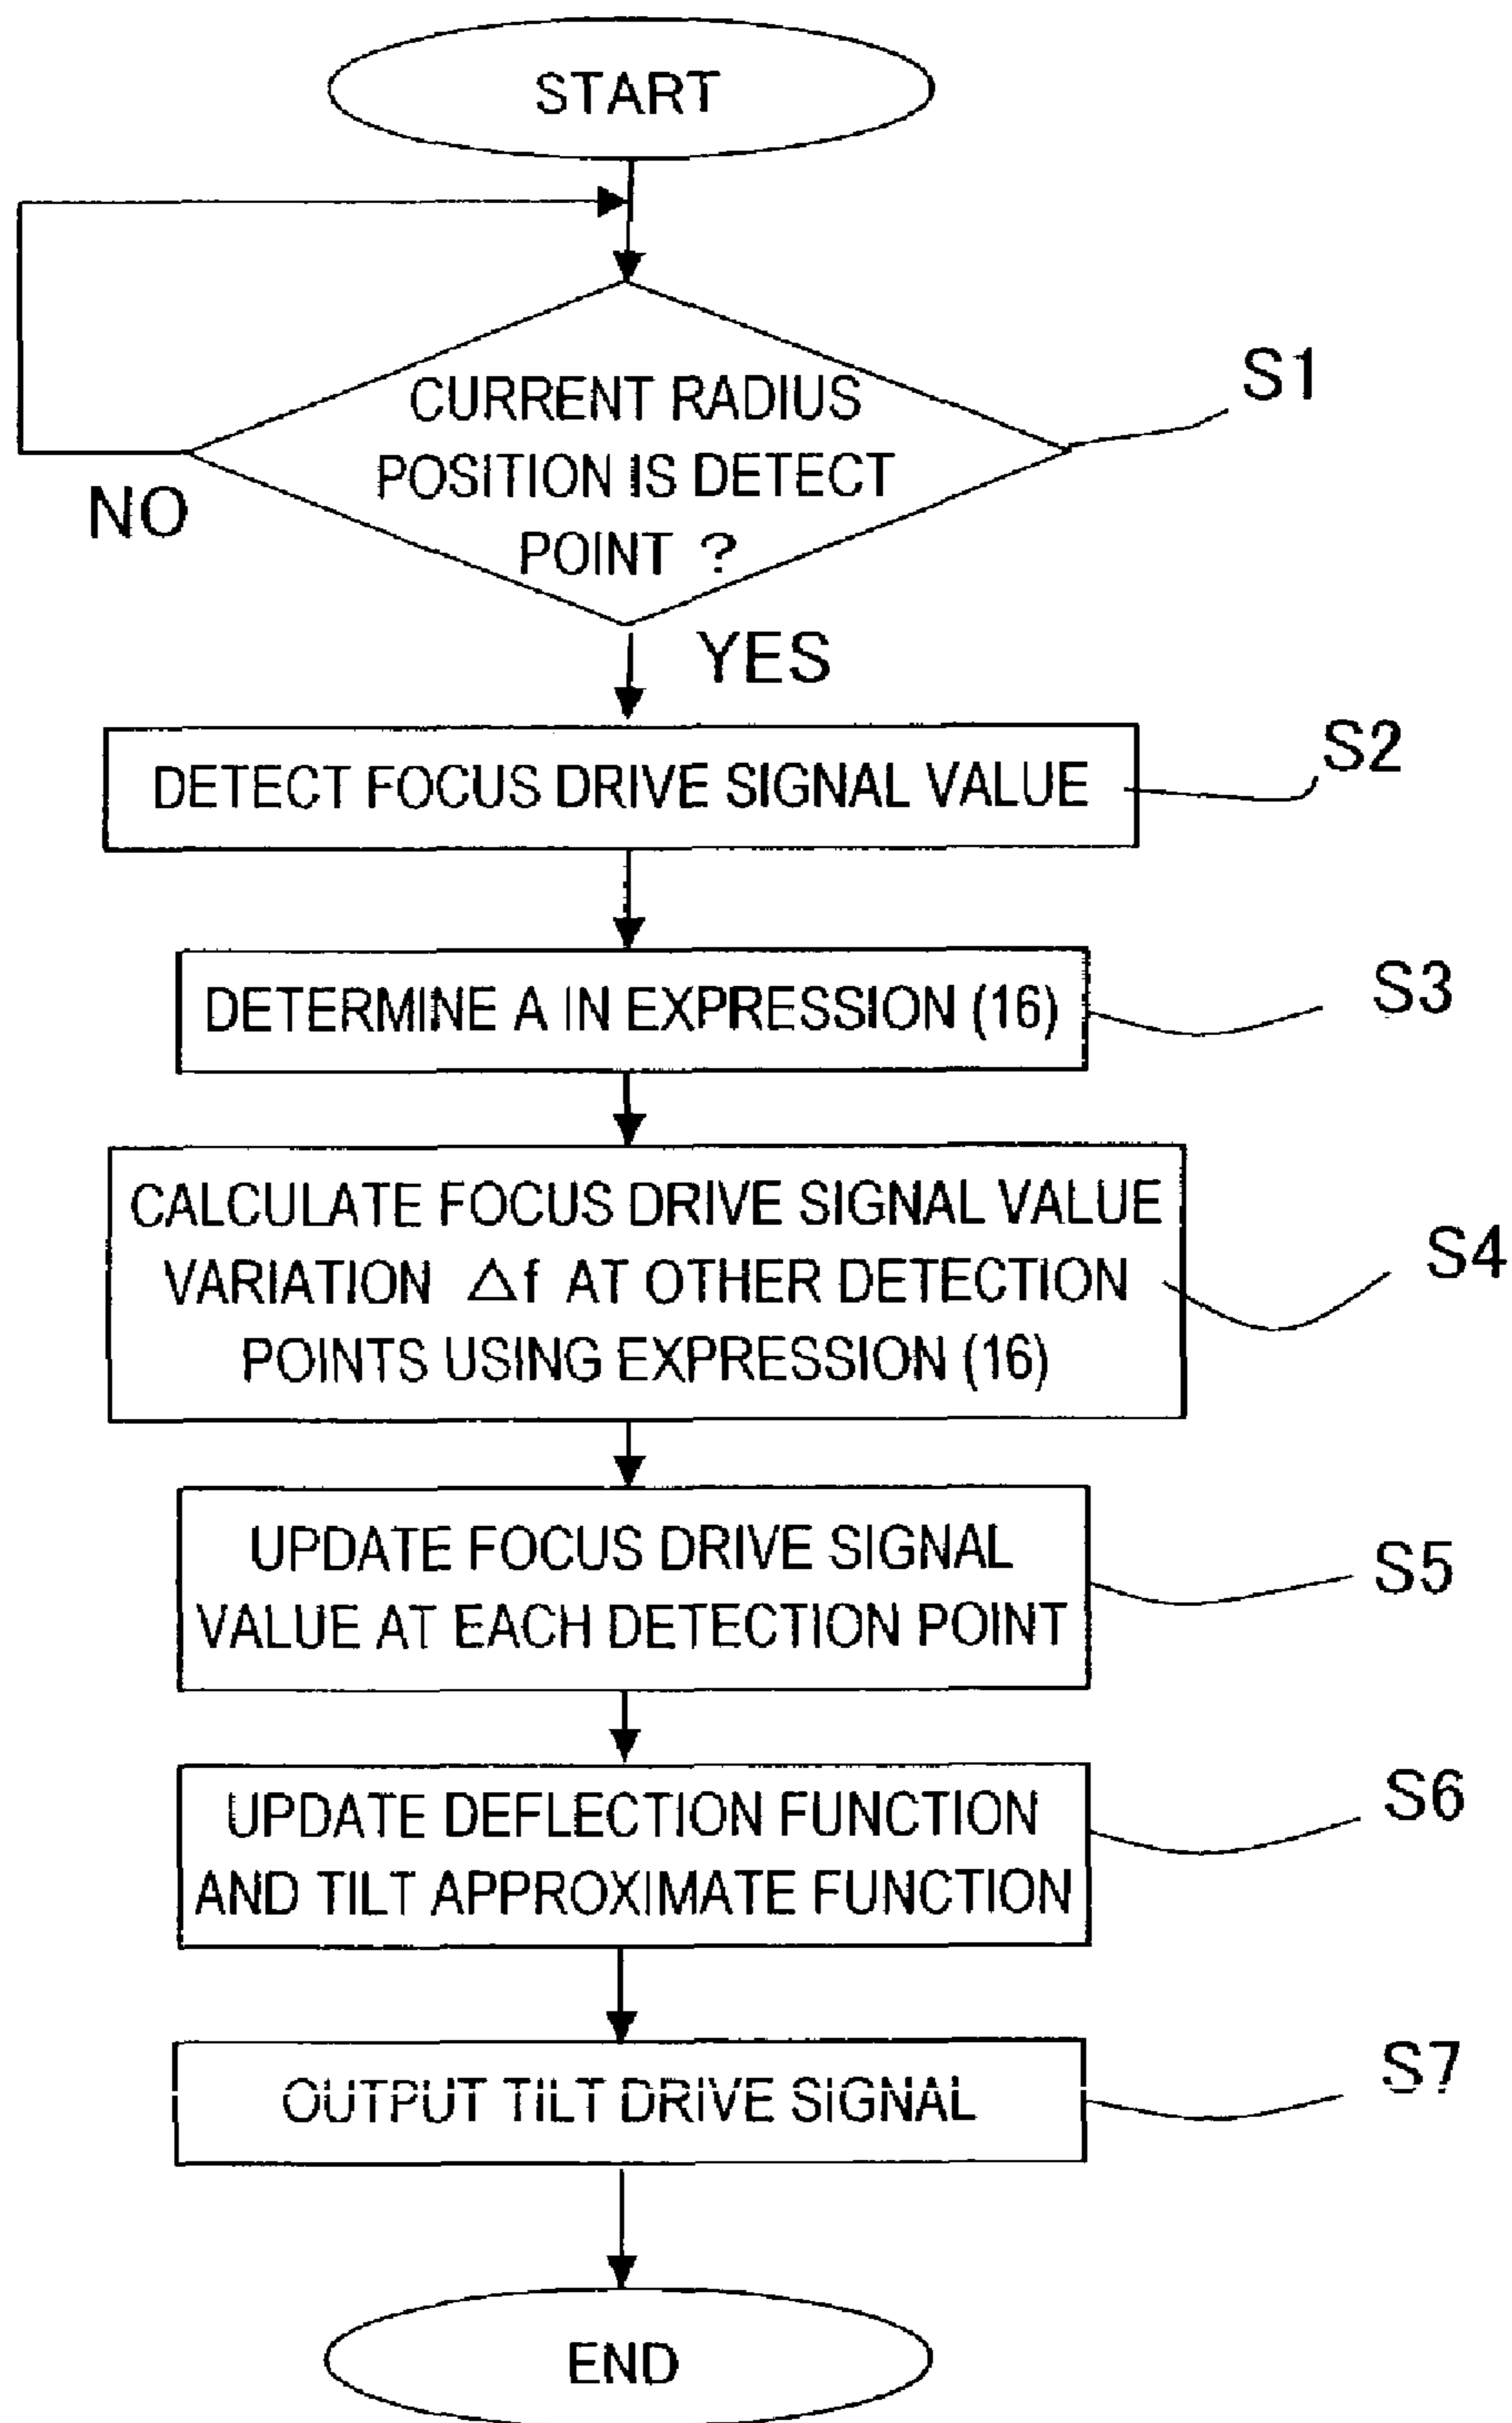 START
CURRENT RADIUS
POSITION IS DETECT
POINT ?
S1
NO
YES
DETECT FOCUS DRIVE SIGNAL VALUE
S2
DETERMINE A IN EXPRESSION (16)
S3
CALCULATE FOCUS DRIVE SIGNAL VALUE
VARIATION Δf AT OTHER DETECTION
POINTS USING EXPRESSION (16)
S4
UPDATE FOCUS DRIVE SIGNAL
VALUE AT EACH DETECTION POINT
S5
UPDATE DEFLECTION FUNCTION
AND TILT APPROXIMATE FUNCTION
S6
OUTPUT TILT DRIVE SIGNAL
S7
END